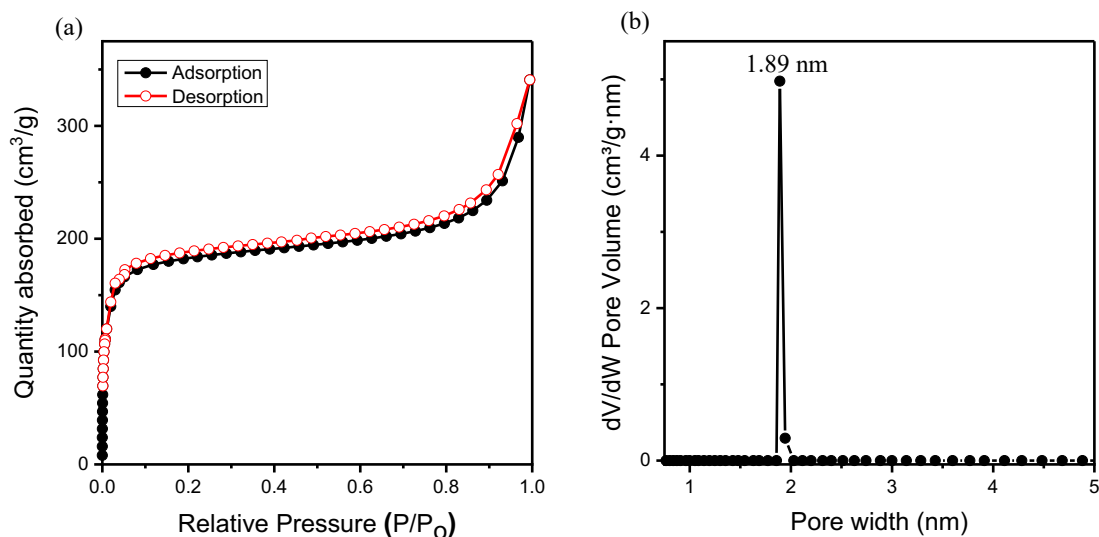 (a)
Adsorption
Desorption
Quantity absorbed (cm³/g)
300
200
100
0
0.0 0.2 0.4 0.6 0.8 1.0
Relative Pressure (P/P₀)
(b)
1.89 nm
dV/dW Pore Volume (cm³/g·nm)
4
2
0
1 2 3 4 5
Pore width (nm)